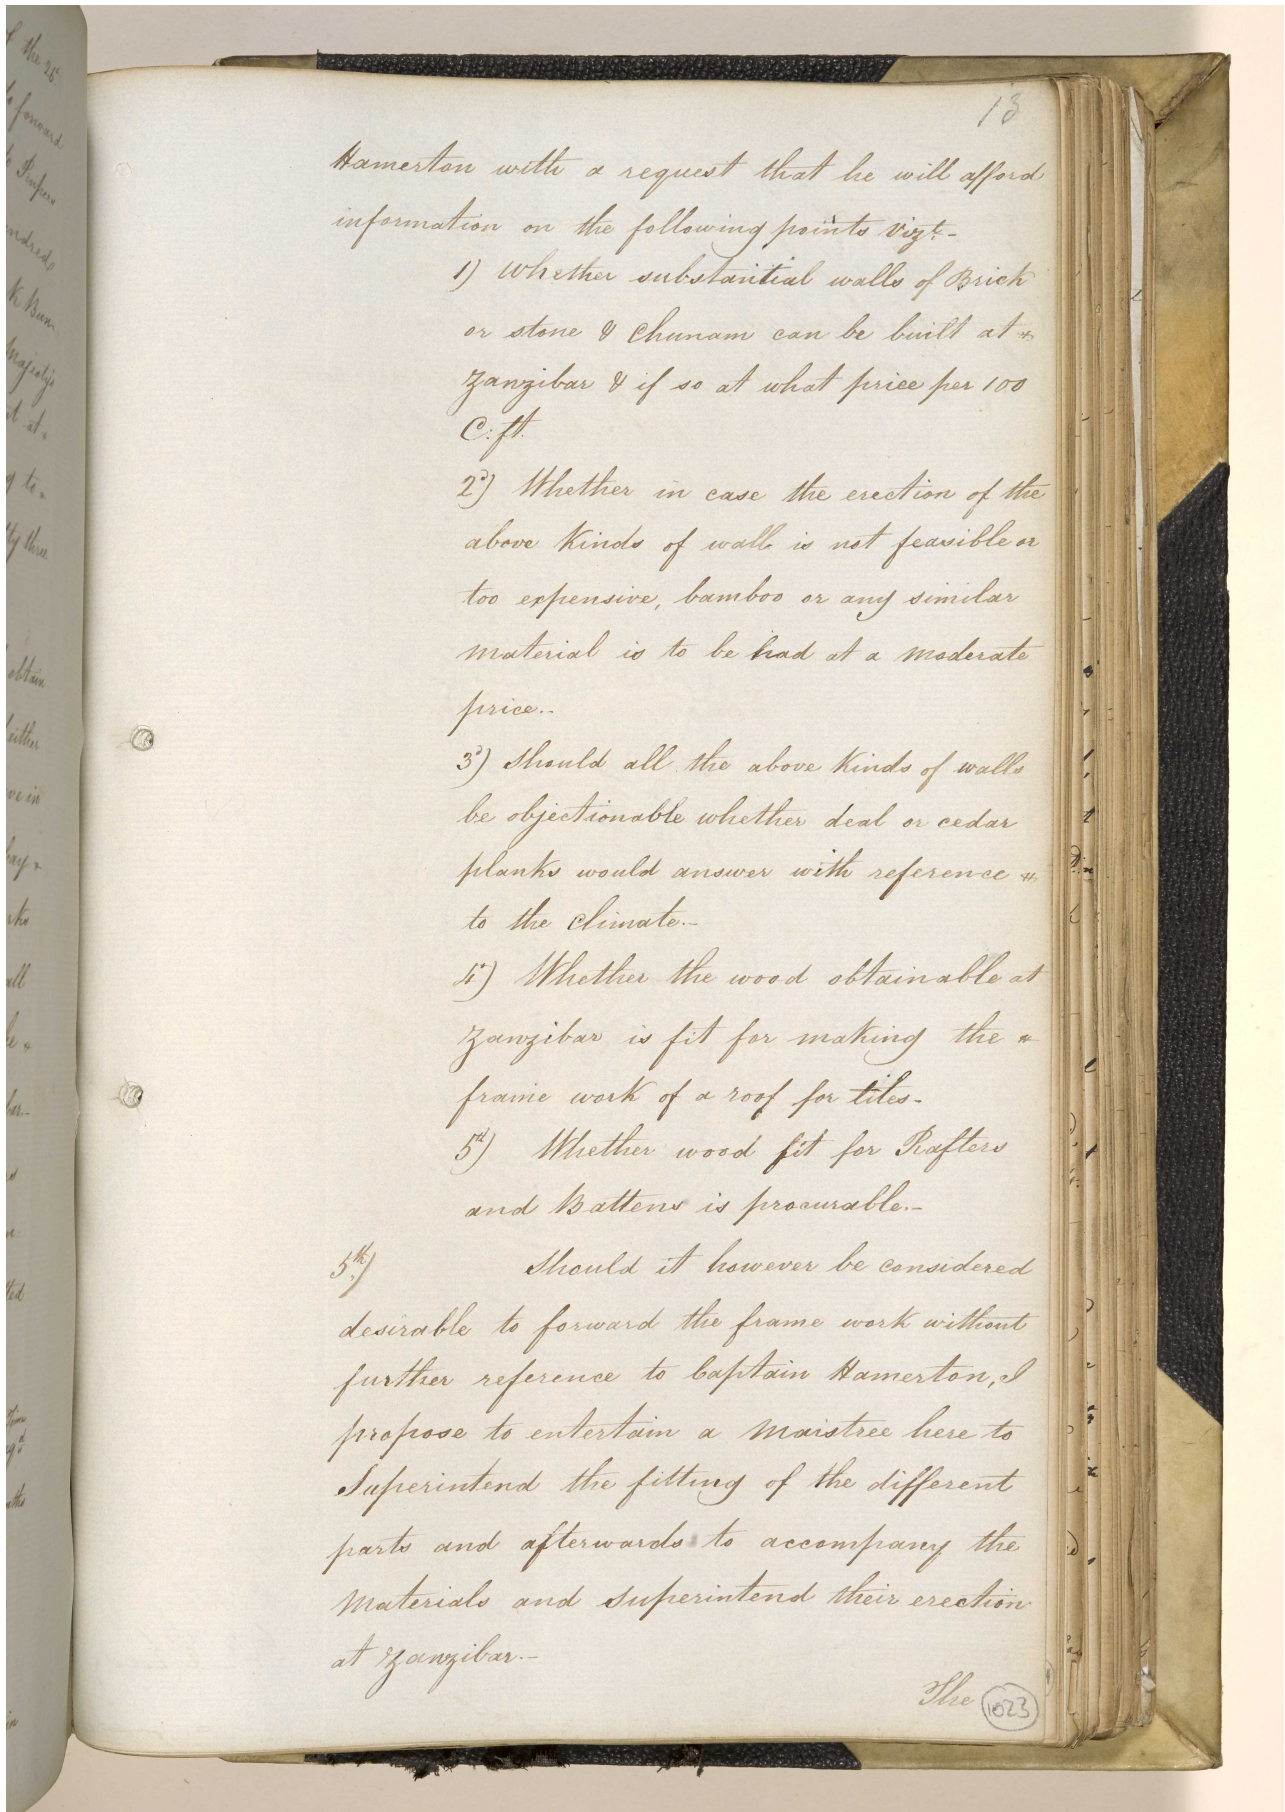 13
Hamerton with a request that he will afford
information on the following points Vizt.-
1) Whether substantial walls of Brick
or stone & Chunam can be built at
Zanzibar & if so at what price per 100
C: ft.
2d) Whether in case the erection of the
above Kinds of wall is not feasible or
too expensive, bamboo or any similar
material is to be had at a moderate
price.-
3d) Should all the above Kinds of walls
be objectionable whether deal or cedar
planks would answer with reference
to the climate.-
4) Whether the wood obtainable at
Zanzibar is fit for making the
frame work of a roof for tiles-
5th) Whether wood fit for Rafters
and Battens is procurable.-
5th) Should it however be considered
desirable to forward the frame work without
further reference to Captain Hamerton, I
propose to entertain a Maistree here to
Superintend the fitting of the different
parts and afterwards to accompany the
Materials and superintend their erection
at Zanzibar.-
The
1023